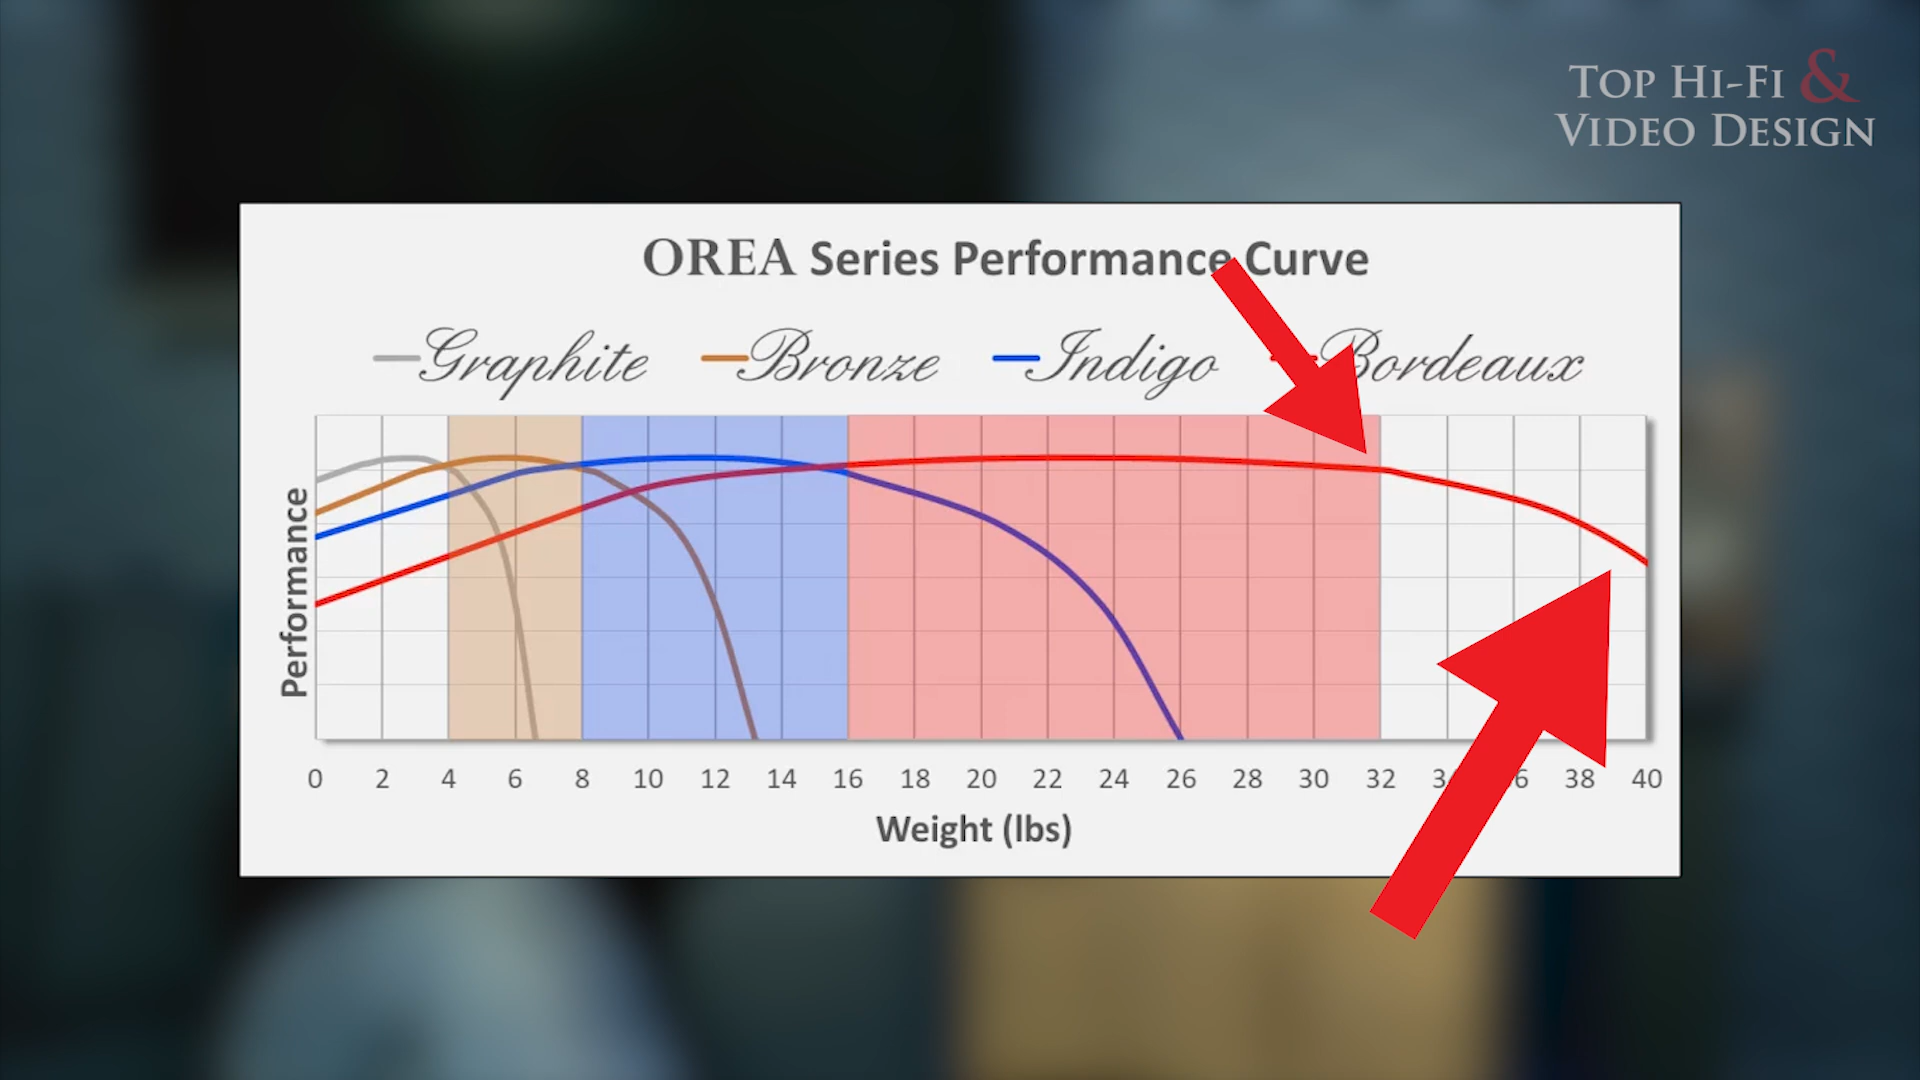 TOP HI-FI &
VIDEO DESIGN
OREA Series Performance Curve
Graphite Bronze Indigo Bordeaux
Performance
0 2 4 6 8 10 12 14 16 18 20 22 24 26 28 30 32 38 40
Weight (lbs)